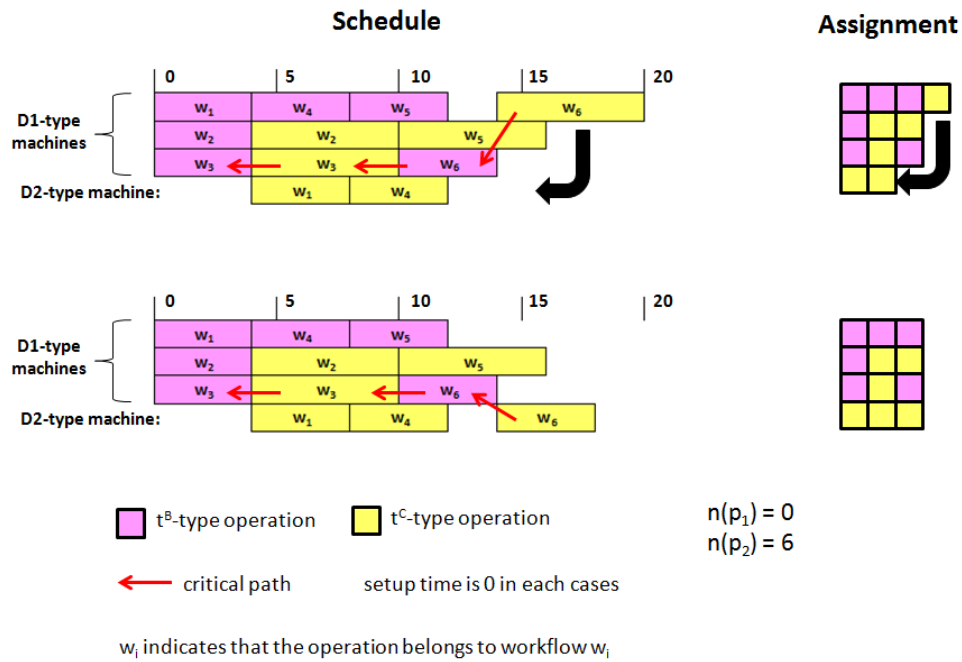 Schedule
Assignment
0 5 10 15 20
D1-type machines
w₁ w₄ w₅ w₆
w₂ w₂ w₅
w₃ w₃ w₆
D2-type machine:
w₁ w₄
0 5 10 15 20
D1-type machines
w₁ w₄ w₅
w₂ w₂ w₅
w₃ w₃ w₆
D2-type machine:
w₁ w₄ w₆
tᴮ-type operation
tᶜ-type operation
n(p₁) = 0
n(p₂) = 6
critical path
setup time is 0 in each cases
wᵢ indicates that the operation belongs to workflow wᵢ